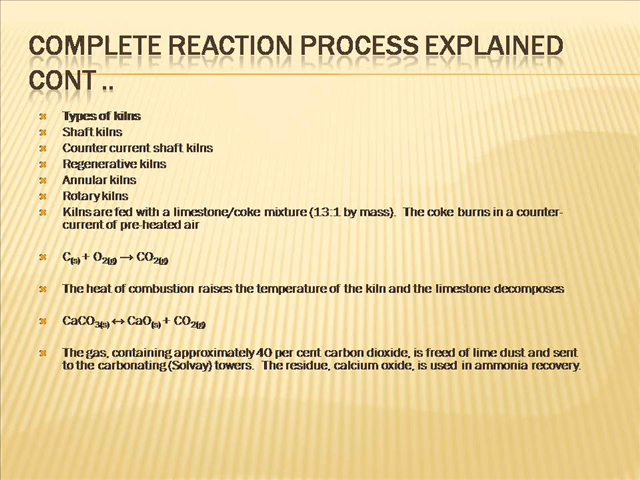 COMPLETE REACTION PROCESS EXPLAINED
CONT ..
Types of kilns
Shaft kilns
Counter current shaft kilns
Regenerative kilns
Annular kilns
Rotary kilns
Kilns are fed with a limestone/coke mixture (13:1 by mass). The coke burns in a counter-
current of pre-heated air
C(s) + O2(g) → CO2(g)
The heat of combustion raises the temperature of the kiln and the limestone decomposes
CaCO3(s) ↔ CaO(s) + CO2(g)
The gas, containing approximately 40 per cent carbon dioxide, is freed of lime dust and sent
to the carbonating (Solvay) towers. The residue, calcium oxide, is used in ammonia recovery.